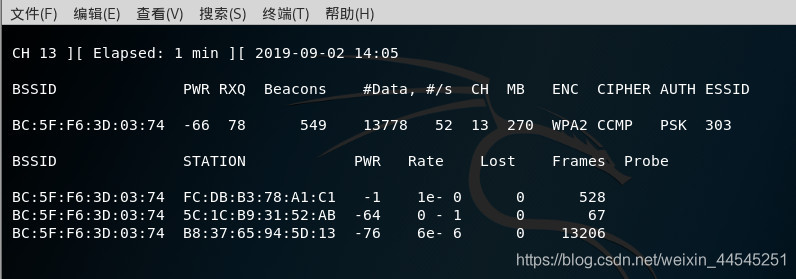 文件(F) 编辑(E) 查看(V) 搜索(S) 终端(T) 帮助(H)
CH 13 ][ Elapsed: 1 min ][ 2019-09-02 14:05
BSSID PWR RXQ Beacons #Data, #/s CH MB ENC CIPHER AUTH ESSID
BC:5F:F6:3D:03:74 -66 78 549 13778 52 13 270 WPA2 CCMP PSK 303
BSSID STATION PWR Rate Lost Frames Probe
BC:5F:F6:3D:03:74 FC:DB:B3:78:A1:C1 -1 1e- 0 0 528
BC:5F:F6:3D:03:74 5C:1C:B9:31:52:AB -64 0 - 1 0 67
BC:5F:F6:3D:03:74 B8:37:65:94:5D:13 -76 6e- 6 0 13206
https://blog.csdn.net/weixin_44545251